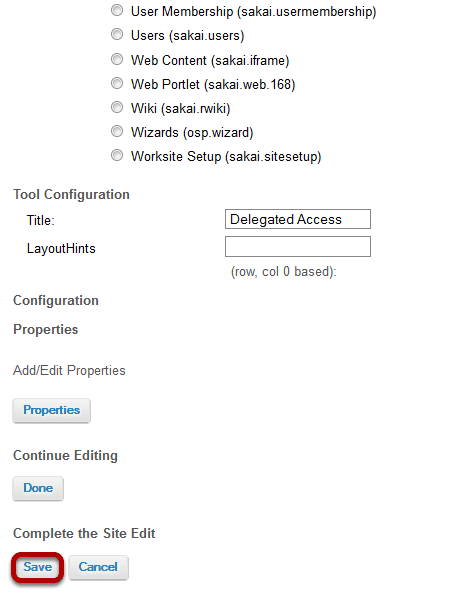 User Membership (sakai.usermembership)
Users (sakai.users)
Web Content (sakai.iframe)
Web Portlet (sakai.web.168)
Wiki (sakai.rwiki)
Wizards (osp.wizard)
Worksite Setup (sakai.sitesetup)
Tool Configuration
Title: Delegated Access
LayoutHints
(row, col 0 based):
Configuration
Properties
Add/Edit Properties
Properties
Continue Editing
Done
Complete the Site Edit
Save Cancel